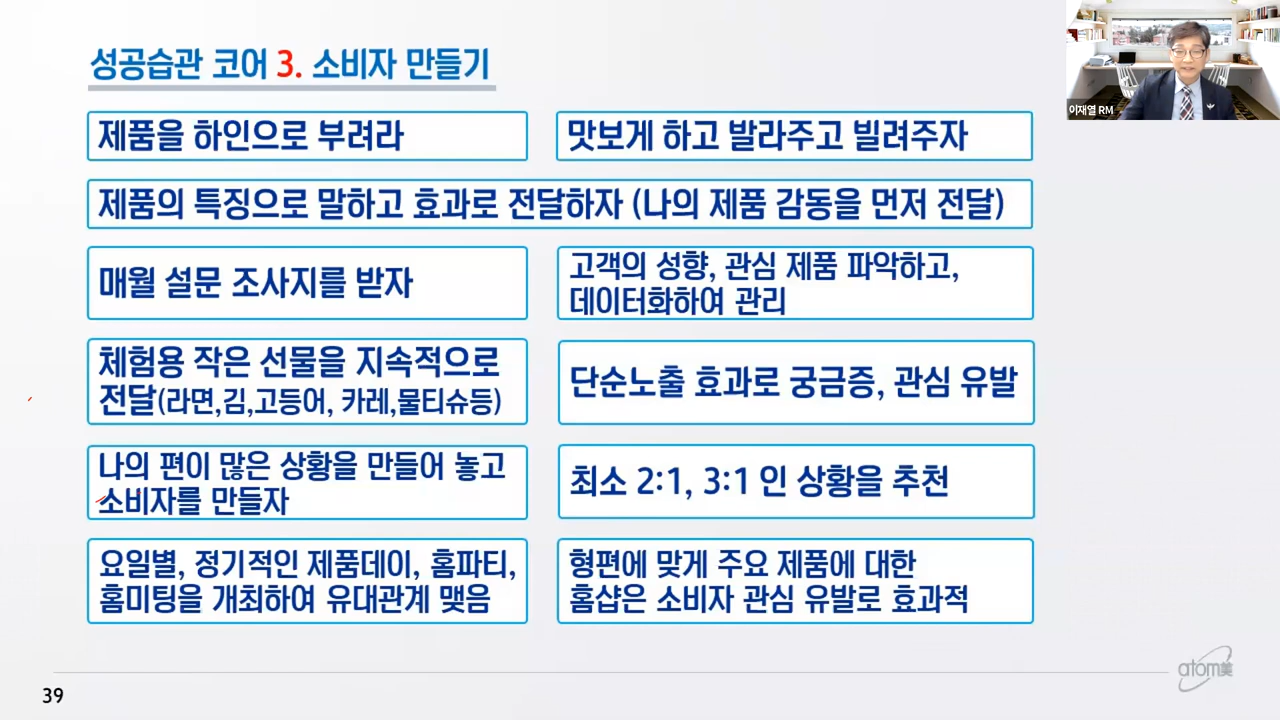 성공습관 코어 3. 소비자 만들기
이재열 RM
제품을 하인으로 부려라
맛보게 하고 발라주고 빌려주자
제품의 특징으로 말하고 효과로 전달하자 (나의 제품 감동을 먼저 전달)
매월 설문 조사지를 받자
고객의 성향, 관심 제품 파악하고,
데이터화하여 관리
체험용 작은 선물을 지속적으로
전달(라면,김,고등어, 카레,물티슈등)
단순노출 효과로 궁금증, 관심 유발
나의 편이 많은 상황을 만들어 놓고
소비자를 만들자
최소 2:1, 3:1 인 상황을 추천
요일별, 정기적인 제품데이, 홈파티,
홈미팅을 개최하여 유대관계 맺음
형편에 맞게 주요 제품에 대한
홈샵은 소비자 관심 유발로 효과적
39
atom美